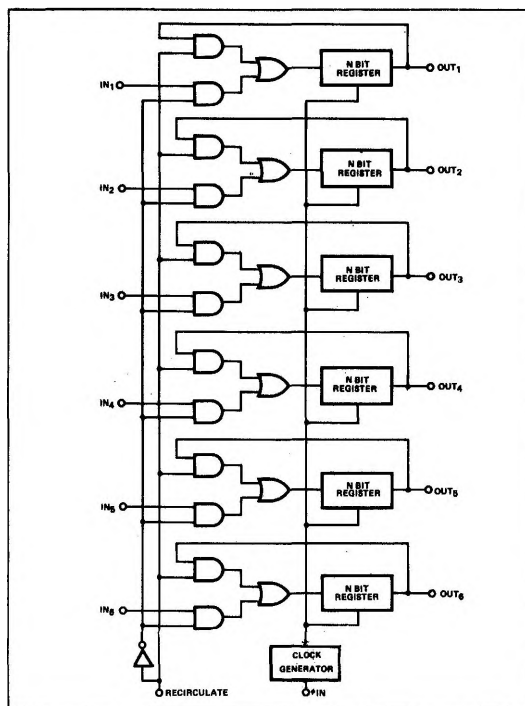 IN1
N BIT
REGISTER
OUT1
IN2
N BIT
REGISTER
OUT2
IN3
N BIT
REGISTER
OUT3
IN4
N BIT
REGISTER
OUT4
IN5
N BIT
REGISTER
OUT5
IN6
N BIT
REGISTER
OUT6
CLOCK
GENERATOR
RECIRCULATE
φIN